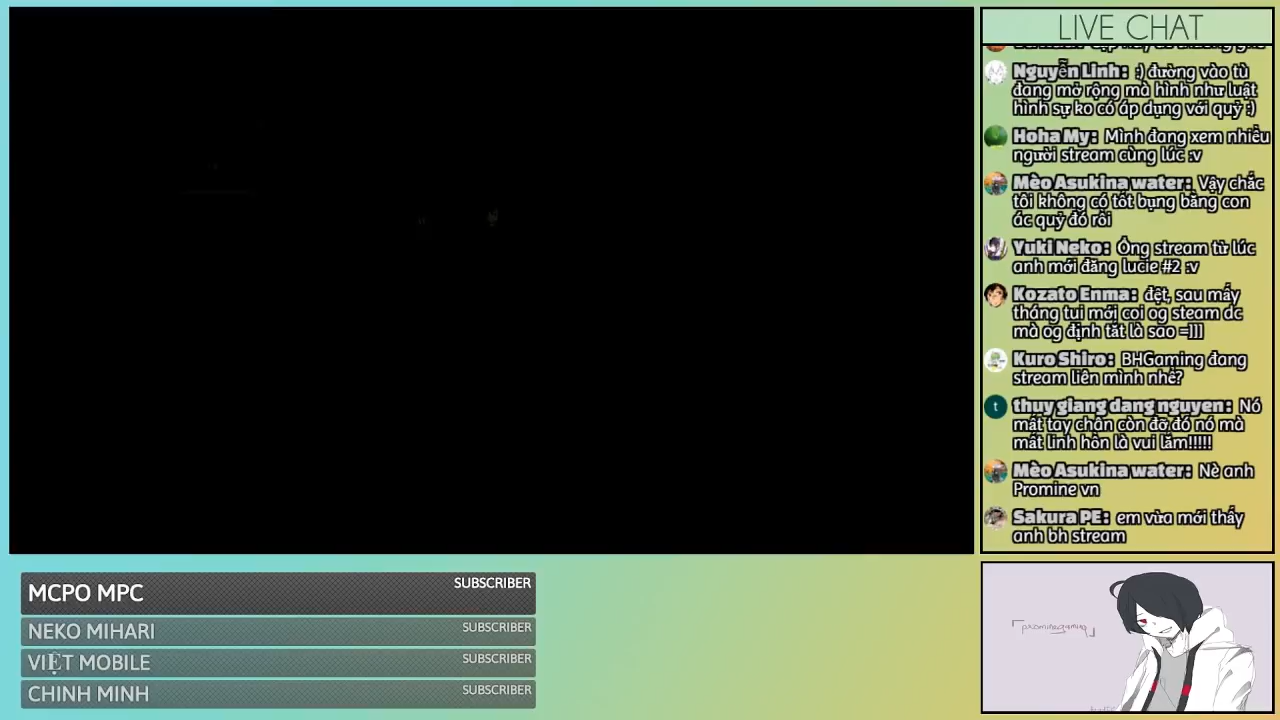 LIVE CHAT
Nguyễn Linh: :) đường vào tù
đang mở rộng mà hình như luật
hình sự ko có áp dụng với quỷ :)
Hoha My: Mình đang xem nhiều
người stream cùng lúc :v
Mèo Asukina water: Vậy chắc
tôi không có tốt bụng bằng con
ác quỷ đó rồi
Yuki Neko: Ông stream từ lúc
anh mới đăng lucie #2 :v
Kozato Enma: đệt, sau mấy
tháng tui mới coi og steam dc
mà og định tắt là sao =]]]
Kuro Shiro: BHGaming đang
stream liên mình nhể?
t
thuy giang dang nguyen: Nó
mất tay chân còn đỡ đó nó mà
mất linh hồn là vui lắm!!!!!
Mèo Asukina water: Nè anh
Promine vn
Sakura PE: em vừa mới thấy
anh bh stream
MCPO MPC SUBSCRIBER
NEKO MIHARI SUBSCRIBER
VIỆT MOBILE SUBSCRIBER
CHINH MINH SUBSCRIBER